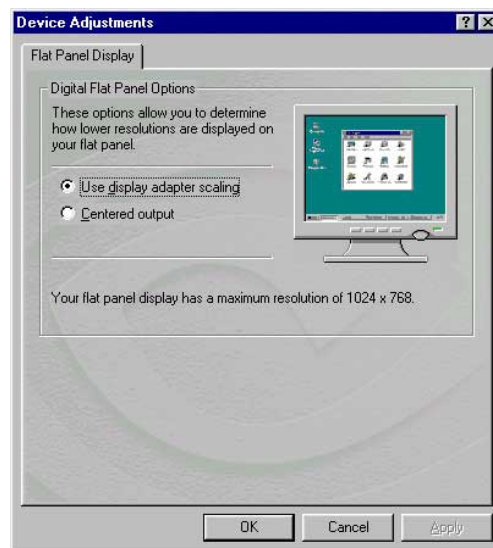 Device Adjustments
Flat Panel Display
Digital Flat Panel Options
These options allow you to determine
how lower resolutions are displayed on
your flat panel.
Use display adapter scaling
Centered output
Your flat panel display has a maximum resolution of 1024 x 768.
OK
Cancel
Apply